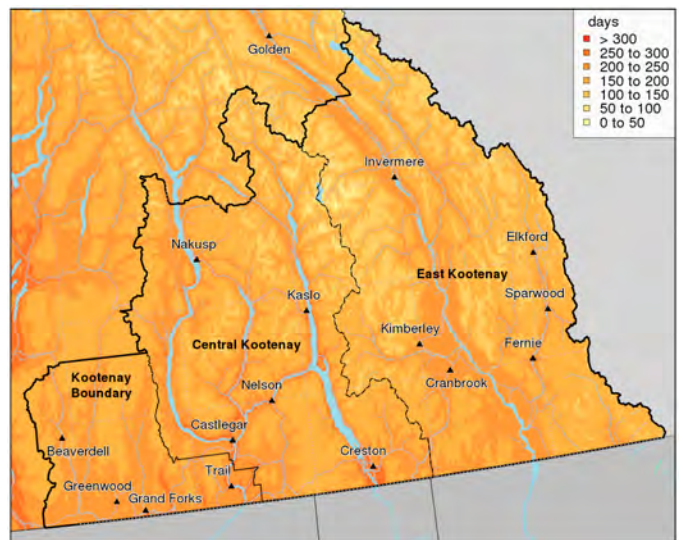 days
> 300
250 to 300
200 to 250
150 to 200
100 to 150
50 to 100
0 to 50
Golden
Invermere
Elkford
Nakusp
East Kootenay
Kaslo
Sparwood
Kimberley
Central Kootenay
Fernie
Kootenay
Boundary
Cranbrook
Nelson
Castlegar
Beaverdell
Creston
Trail
Greenwood
Grand Forks